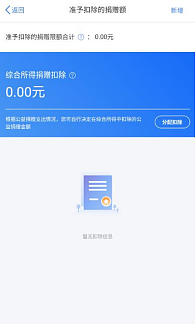 返回 准予扣除的捐赠额 新增
准予扣除的捐赠限额合计 ? : 0.00元
综合所得捐赠扣除 ?
0.00元
根据公益捐赠支出情况，您可自行决定在综合所得中扣除的公
益捐赠金额
分配扣除
暂无扣除信息